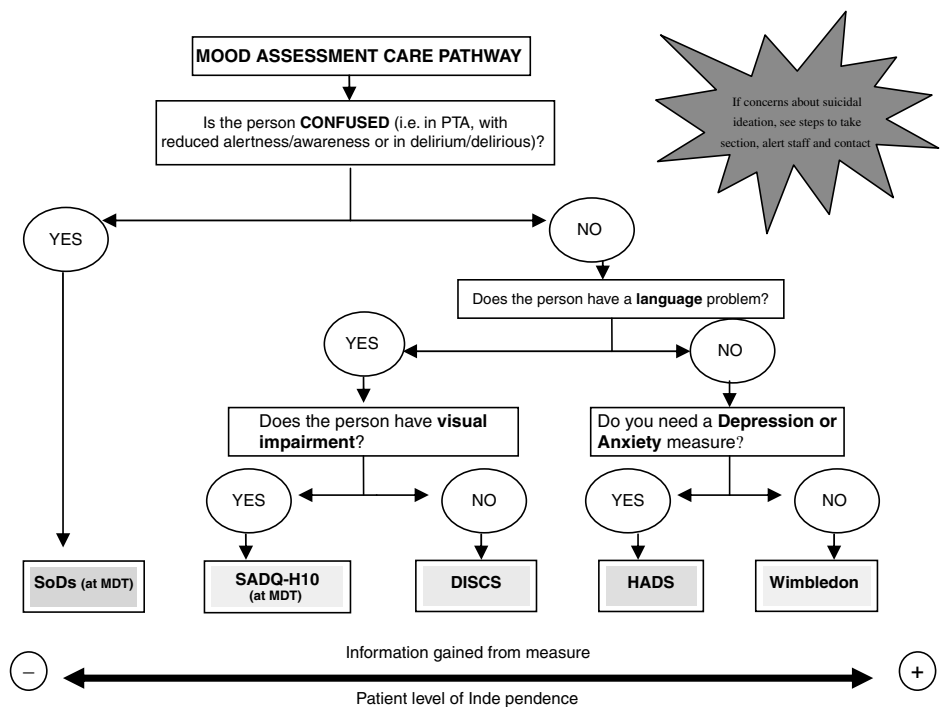 MOOD ASSESSMENT CARE PATHWAY
If concerns about suicidal
ideation, see steps to take
section, alert staff and contact
Is the person CONFUSED (i.e. in PTA, with
reduced alertness/awareness or in delirium/delirious)?
YES
NO
Does the person have a language problem?
YES
NO
Does the person have visual
impairment?
Do you need a Depression or
Anxiety measure?
YES
NO
YES
NO
SoDs (at MDT)
SADQ-H10
(at MDT)
DISCS
HADS
Wimbledon
Information gained from measure
–
+
Patient level of Inde pendence